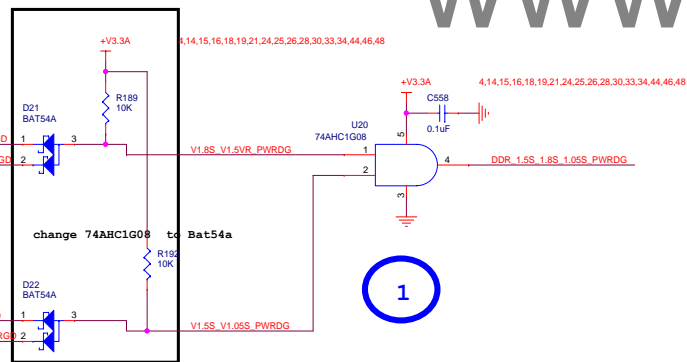 WWW
+V3.3A
4,14,15,16,18,19,21,24,25,26,28,30,33,34,44,46,48
R189
10K
D21
BAT54A
1
3
2
+V3.3A
4,14,15,16,18,19,21,24,25,26,28,30,33,34,44,46,48
C558
0.1uF
U20
74AHC1G08
5
1
V1.8S_V1.5VR_PWRDG
2
4
DDR_1.5S_1.8S_1.05S_PWRDG
3
change 74AHC1G08 to Bat54a
R192
10K
1
D22
BAT54A
1
3
V1.5S_V1.05S_PWRDG
2